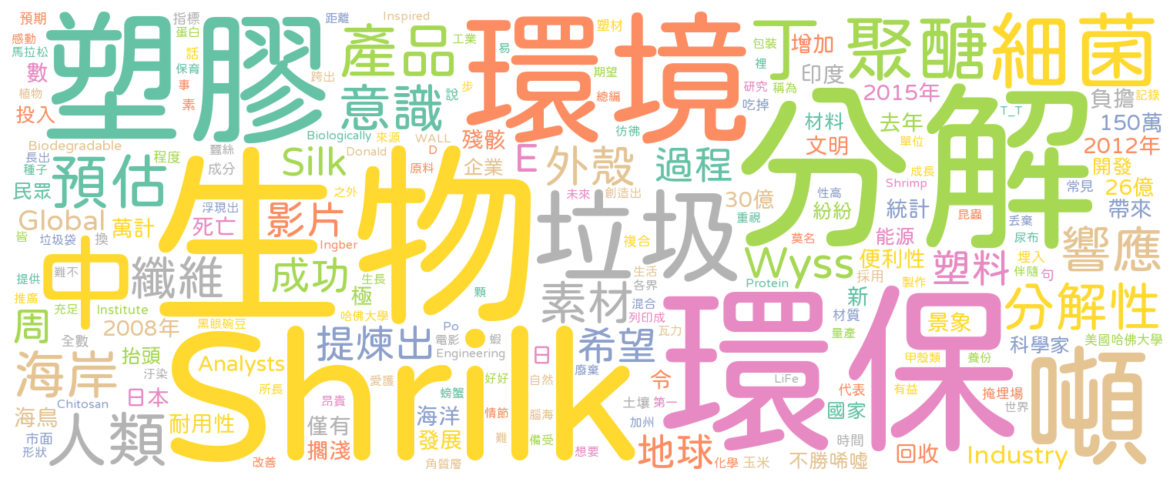 預期
指標
距離
Inspired
塑膠
環境
感動
蛋白
產品
工業
塑材
丁
包裝
增加
聚醣
細菌
馬拉松
話
易
裡
數
保育
跨出
期望
印度
植物
事
意識
說
步
總編
研究
稱為
2015年
負擔
記錄
投入
素
吃掉
T_T
分解
Biologically
來源
WALL
殘骸
彷彿
材料
去年
單位
150萬
Biodegradable
蠶絲
D
E
文明
2012年
長出
程度
Silk
Donald
原料
企業
外殼
過程
成長
開發
種子
成分
預估
生物
垃圾
30億
性高
Shrimp
常見
26億
民眾
之外
未來
創造出
重視
紛紛
統計
昆蟲
丟棄
帶來
Global
萬計
浮現出
死亡
影片
Ingber
複合
莫名
能源
尿布
響應
皆
垃圾袋
換
Wyss
便利性
埋入
中
提供
難不
纖維
成功
極
生長
生活
各界
Protein
塑料
採用
伴隨
句
推廣
充足
Institute
顆
素材
混合
新
製作
分解性
周
2008年
黑眼碗豆
哈佛大學
列印成
瓦力
材質
景象
全數
抬頭
Shrilk
提煉出
Po
電影
蝦
日
希望
環保
量產
科學家
美國哈佛大學
海岸
汙染
Analysts
Engineering
廢棄
甲殼類
養份
噸
所長
愛護
螃蟹
好好
自然
令
LiFe
代表
有益
掩埋場
Chitosan
日本
昂貴
海洋
情節
腦海
土壤
第一
國家
世界
海鳥
耐用性
僅有
加州
人類
市面
發展
難
備受
時間
形狀
擱淺
想要
地球
回收
Industry
改善
角質層
化學
玉米
不勝唏噓